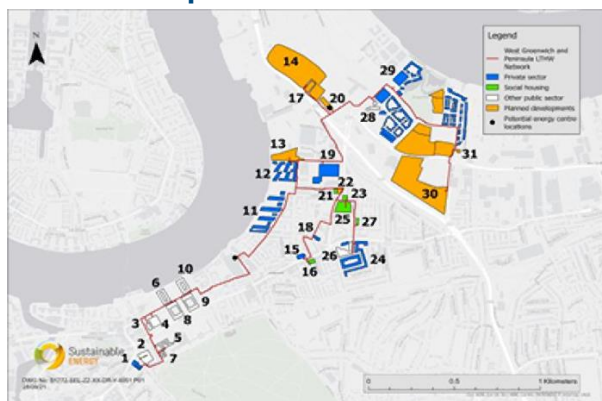 N
Legend
West Greenwich and
Peninsula LTHW
Network
Private sector
Social housing
Other public sector
Planned developments
Potential energy centre
locations
14
29
17
20
28
13
19
12
31
22
21
23
30
11
25
27
18
15
26
24
16
10
6
9
8
3
4
5
2
7
1
Sustainable
ENERGY
0
0.5
1 Kilometers